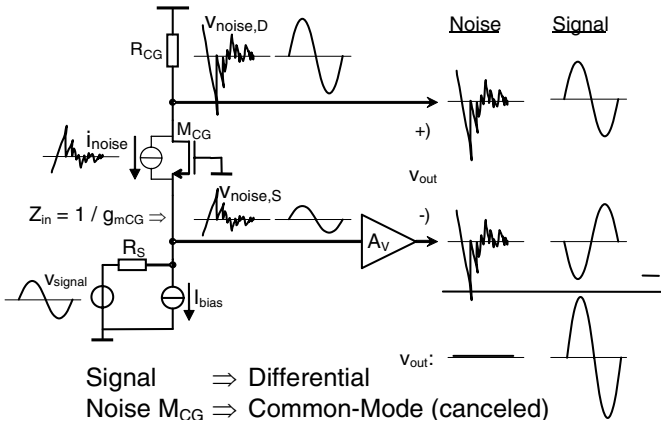 v_noise,D
Noise
Signal
R_CG
+)
M_CG
i_noise
v_out
v_noise,S
Z_in = 1 / g_mCG ⇒
-)
A_V
R_S
v_signal
I_bias
v_out:
Signal ⇒ Differential
Noise M_CG ⇒ Common-Mode (canceled)